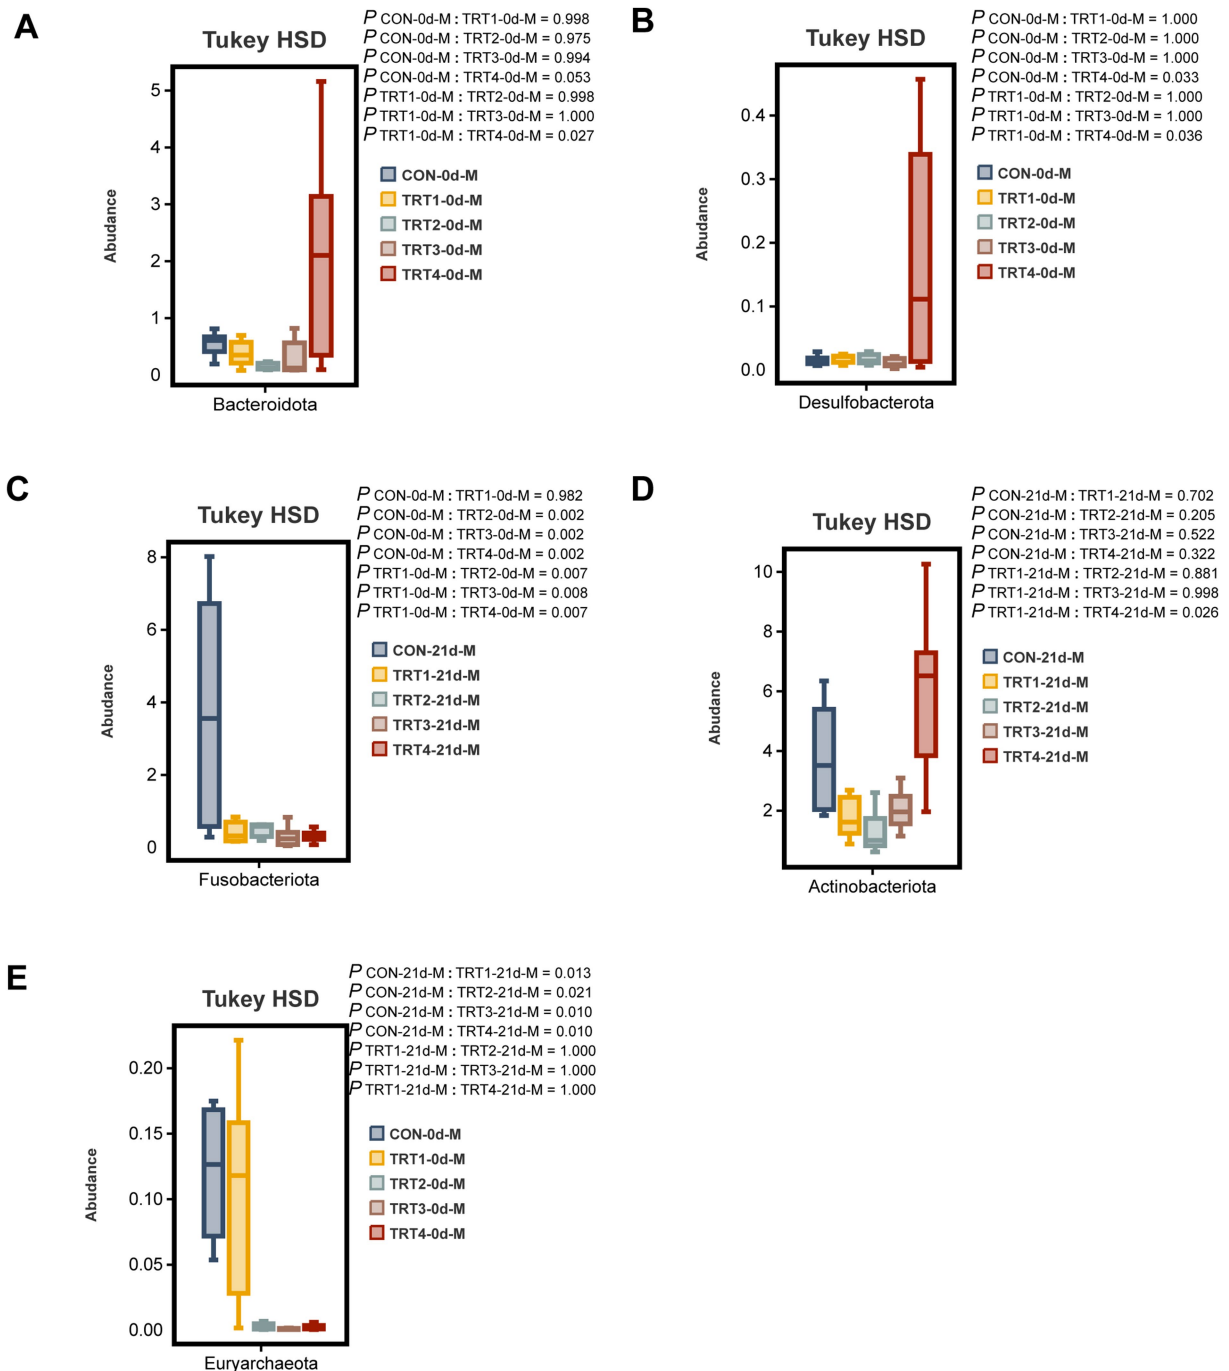 A
Tukey HSD
P CON-0d-M : TRT1-0d-M = 0.998
P CON-0d-M : TRT2-0d-M = 0.975
P CON-0d-M : TRT3-0d-M = 0.994
P CON-0d-M : TRT4-0d-M = 0.053
P TRT1-0d-M : TRT2-0d-M = 0.998
P TRT1-0d-M : TRT3-0d-M = 1.000
P TRT1-0d-M : TRT4-0d-M = 0.027
5
4
3
2
1
0
Abudance
Bacteroidota
CON-0d-M
TRT1-0d-M
TRT2-0d-M
TRT3-0d-M
TRT4-0d-M
B
Tukey HSD
P CON-0d-M : TRT1-0d-M = 1.000
P CON-0d-M : TRT2-0d-M = 1.000
P CON-0d-M : TRT3-0d-M = 1.000
P CON-0d-M : TRT4-0d-M = 0.033
P TRT1-0d-M : TRT2-0d-M = 1.000
P TRT1-0d-M : TRT3-0d-M = 1.000
P TRT1-0d-M : TRT4-0d-M = 0.036
0.4
0.3
0.2
0.1
0.0
Abudance
Desulfobacterota
CON-0d-M
TRT1-0d-M
TRT2-0d-M
TRT3-0d-M
TRT4-0d-M
C
Tukey HSD
P CON-0d-M : TRT1-0d-M = 0.982
P CON-0d-M : TRT2-0d-M = 0.002
P CON-0d-M : TRT3-0d-M = 0.002
P CON-0d-M : TRT4-0d-M = 0.002
P TRT1-0d-M : TRT2-0d-M = 0.007
P TRT1-0d-M : TRT3-0d-M = 0.008
P TRT1-0d-M : TRT4-0d-M = 0.007
8
6
4
2
0
Abudance
Fusobacteriota
CON-21d-M
TRT1-21d-M
TRT2-21d-M
TRT3-21d-M
TRT4-21d-M
D
Tukey HSD
P CON-21d-M : TRT1-21d-M = 0.702
P CON-21d-M : TRT2-21d-M = 0.205
P CON-21d-M : TRT3-21d-M = 0.522
P CON-21d-M : TRT4-21d-M = 0.322
P TRT1-21d-M : TRT2-21d-M = 0.881
P TRT1-21d-M : TRT3-21d-M = 0.998
P TRT1-21d-M : TRT4-21d-M = 0.026
10
8
6
4
2
Abudance
Actinobacteriota
CON-21d-M
TRT1-21d-M
TRT2-21d-M
TRT3-21d-M
TRT4-21d-M
E
Tukey HSD
P CON-21d-M : TRT1-21d-M = 0.013
P CON-21d-M : TRT2-21d-M = 0.021
P CON-21d-M : TRT3-21d-M = 0.010
P CON-21d-M : TRT4-21d-M = 0.010
P TRT1-21d-M : TRT2-21d-M = 1.000
P TRT1-21d-M : TRT3-21d-M = 1.000
P TRT1-21d-M : TRT4-21d-M = 1.000
0.20
0.15
0.10
0.05
0.00
Abudance
Euryarchaeota
CON-0d-M
TRT1-0d-M
TRT2-0d-M
TRT3-0d-M
TRT4-0d-M